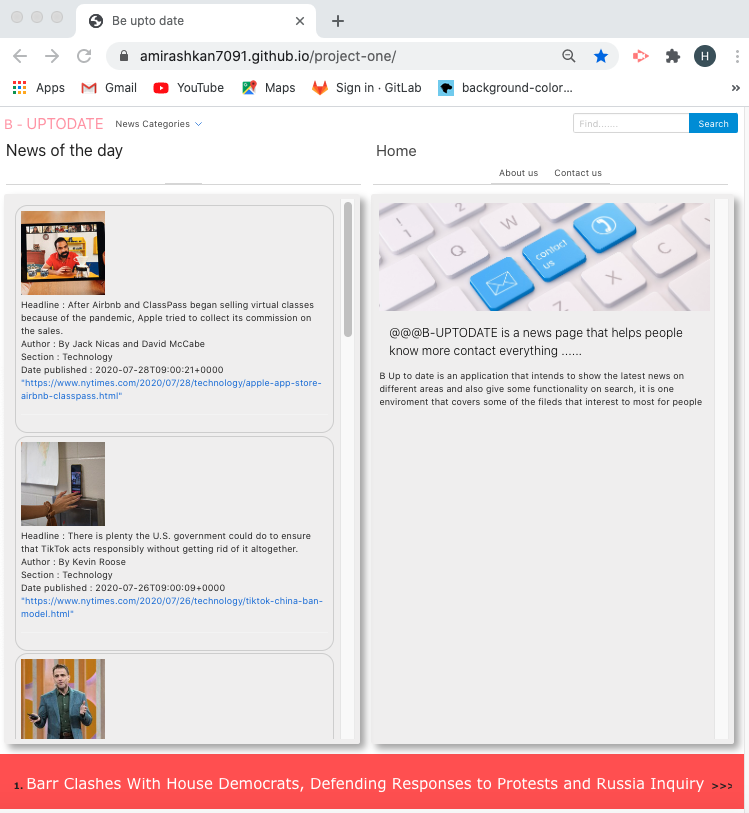 Be upto date
amirashkan7091.github.io/project-one/
H
Apps Gmail YouTube Maps Sign in · GitLab background-color... »
B - UPTODATE News Categories Find....... Search
News of the day
Home
About us Contact us
Headline : After Airbnb and ClassPass began selling virtual classes
because of the pandemic, Apple tried to collect its commission on
the sales.
Author : By Jack Nicas and David McCabe
Section : Technology
Date published : 2020-07-28T09:00:21+0000
"https://www.nytimes.com/2020/07/28/technology/apple-app-store-
airbnb-classpass.html"
Headline : There is plenty the U.S. government could do to ensure
that TikTok acts responsibly without getting rid of it altogether.
Author : By Kevin Roose
Section : Technology
Date published : 2020-07-26T09:00:09+0000
"https://www.nytimes.com/2020/07/26/technology/tiktok-china-ban-
model.html"
1
Q
W
contact
us
Z
X
C
@@@B-UPTODATE is a news page that helps people
know more contact everything ......
B Up to date is an application that intends to show the latest news on
different areas and also give some functionality on search, it is one
enviroment that covers some of the fileds that interest to most for people
1. Barr Clashes With House Democrats, Defending Responses to Protests and Russia Inquiry >>>